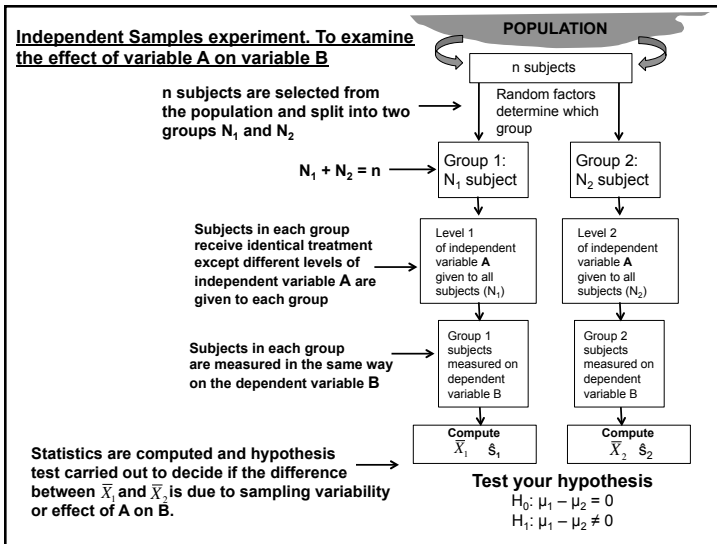 Independent Samples experiment. To examine
the effect of variable A on variable B
POPULATION
n subjects
n subjects are selected from
the population and split into two
groups N₁ and N₂
Random factors
determine which
group
N₁ + N₂ = n
Group 1:
N₁ subject
Group 2:
N₂ subject
Subjects in each group
receive identical treatment
except different levels of
independent variable A are
given to each group
Level 1
of independent
variable A
given to all
subjects (N₁)
Level 2
of independent
variable A
given to all
subjects (N₂)
Subjects in each group
are measured in the same way
on the dependent variable B
Group 1
subjects
measured on
dependent
variable B
Group 2
subjects
measured on
dependent
variable B
Compute
X̅₁ ŝ₁
Compute
X̅₂ ŝ₂
Statistics are computed and hypothesis
test carried out to decide if the difference
between X̅₁ and X̅₂ is due to sampling variability
or effect of A on B.
Test your hypothesis
H₀: μ₁ – μ₂ = 0
H₁: μ₁ – μ₂ ≠ 0